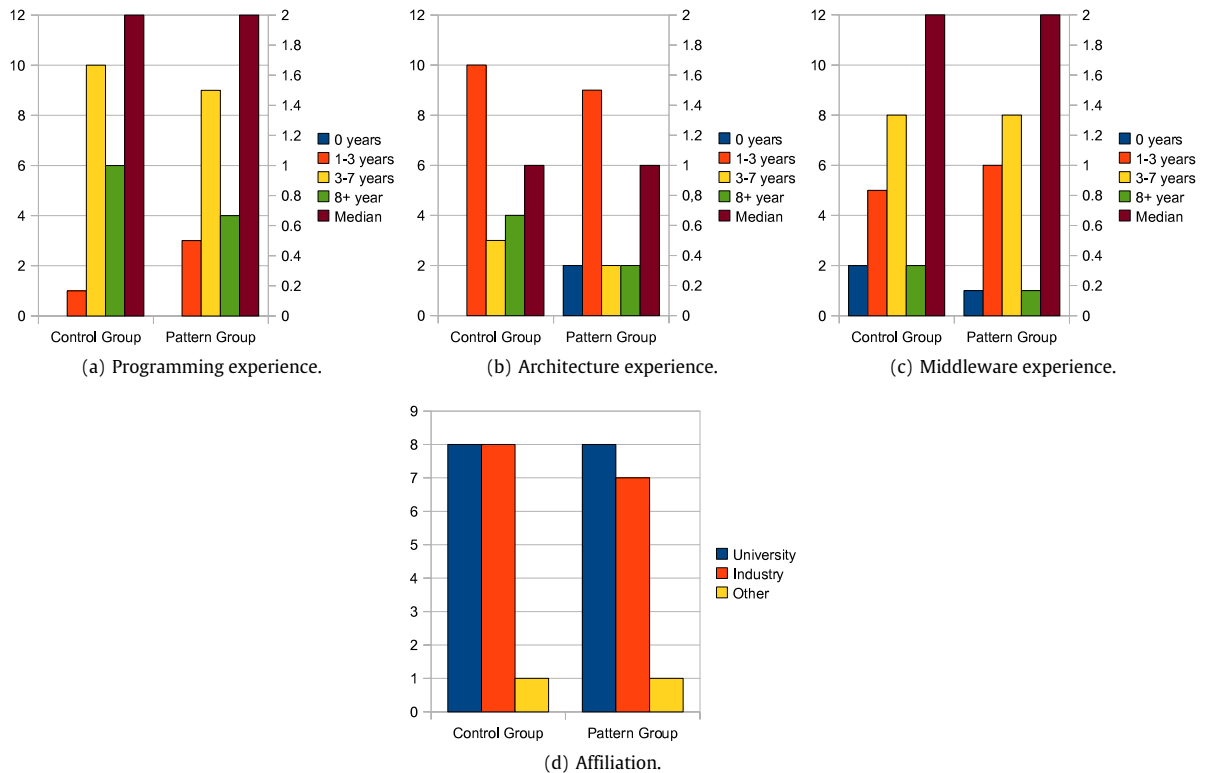 12
10
8
6
4
2
0
2
1.8
1.6
1.4
1.2
1
0.8
0.6
0.4
0.2
0
0 years
1-3 years
3-7 years
8+ year
Median
Control Group Pattern Group
(a) Programming experience.
12
10
8
6
4
2
0
2
1.8
1.6
1.4
1.2
1
0.8
0.6
0.4
0.2
0
0 years
1-3 years
3-7 years
8+ year
Median
Control Group Pattern Group
(b) Architecture experience.
12
10
8
6
4
2
0
2
1.8
1.6
1.4
1.2
1
0.8
0.6
0.4
0.2
0
0 years
1-3 years
3-7 years
8+ year
Median
Control Group Pattern Group
(c) Middleware experience.
9
8
7
6
5
4
3
2
1
0
University
Industry
Other
Control Group Pattern Group
(d) Affiliation.